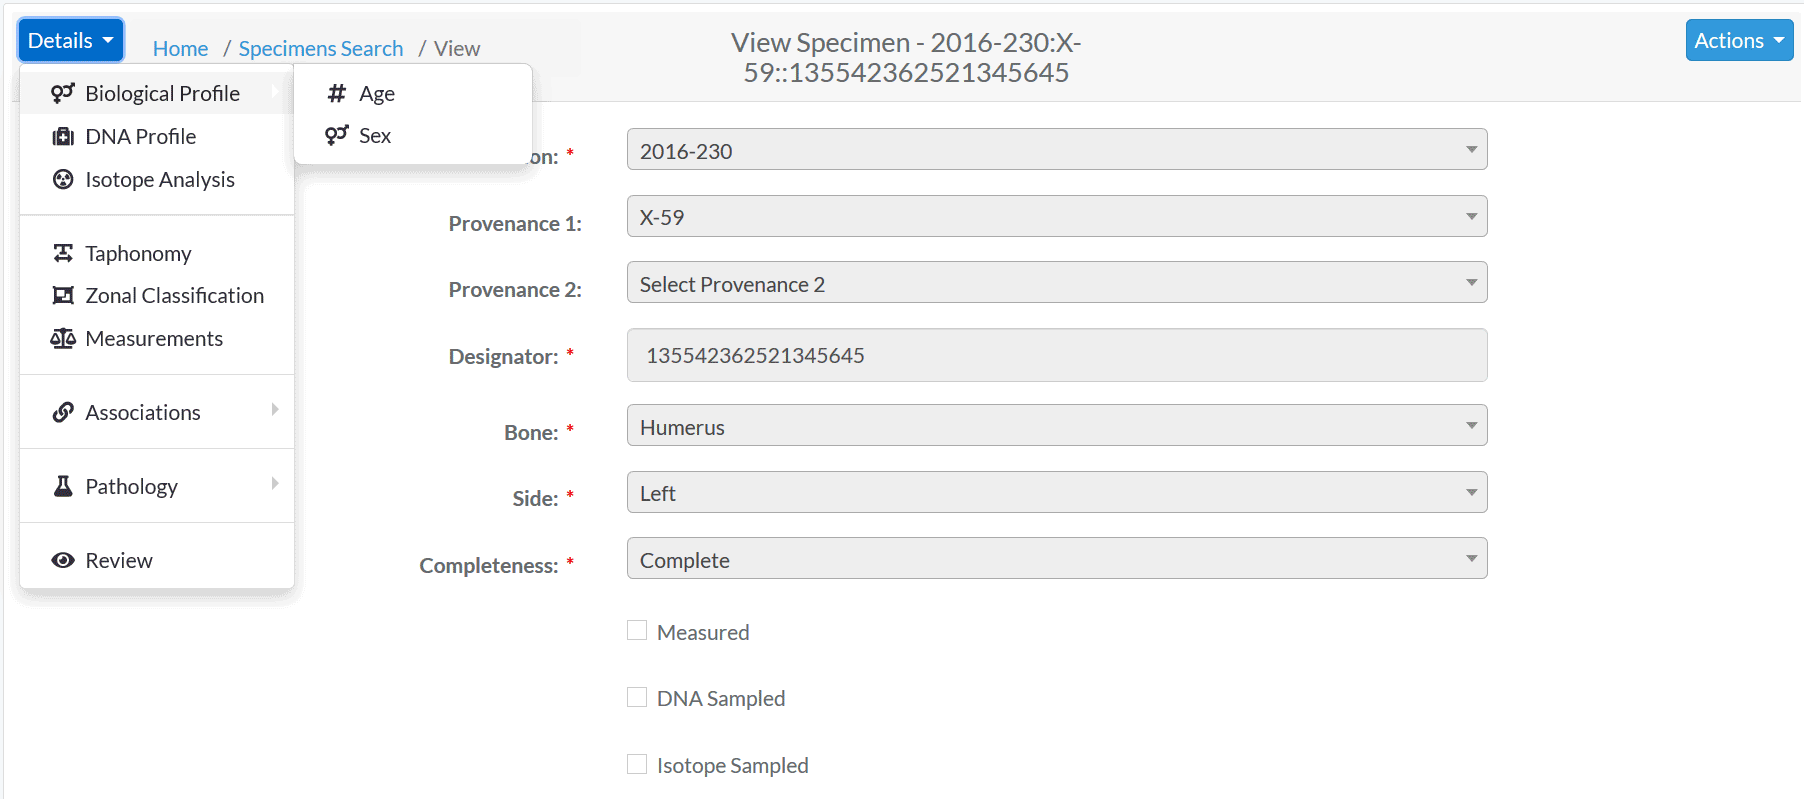 Details
Home / Specimens Search / View
View Specimen - 2016-230:X-
59::135542362521345645
Actions
Biological Profile
DNA Profile
Isotope Analysis
Taphonomy
Zonal Classification
Measurements
Associations
Pathology
Review
# Age
Sex
on: *
2016-230
Provenance 1:
X-59
Provenance 2:
Select Provenance 2
Designator: *
135542362521345645
Bone: *
Humerus
Side: *
Left
Completeness: *
Complete
Measured
DNA Sampled
Isotope Sampled